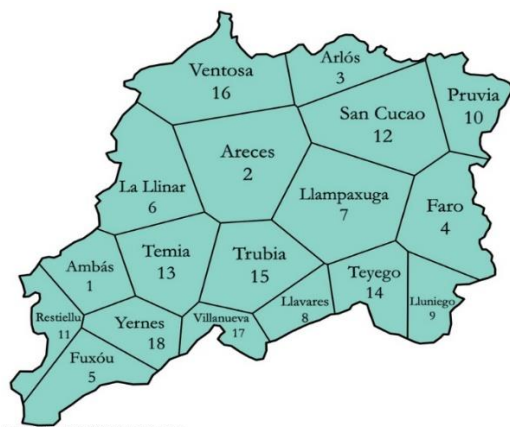 Ventosa
16
Arlós
3
Pruvia
10
San Cucao
12
Areces
2
La Llinar
6
Llampaxuga
7
Faro
4
Temia
13
Trubia
15
Ambás
1
Teyego
14
Llavares
8
Lluniego
9
Restiellu
11
Yernes
18
Villanueva
17
Fuxóu
5